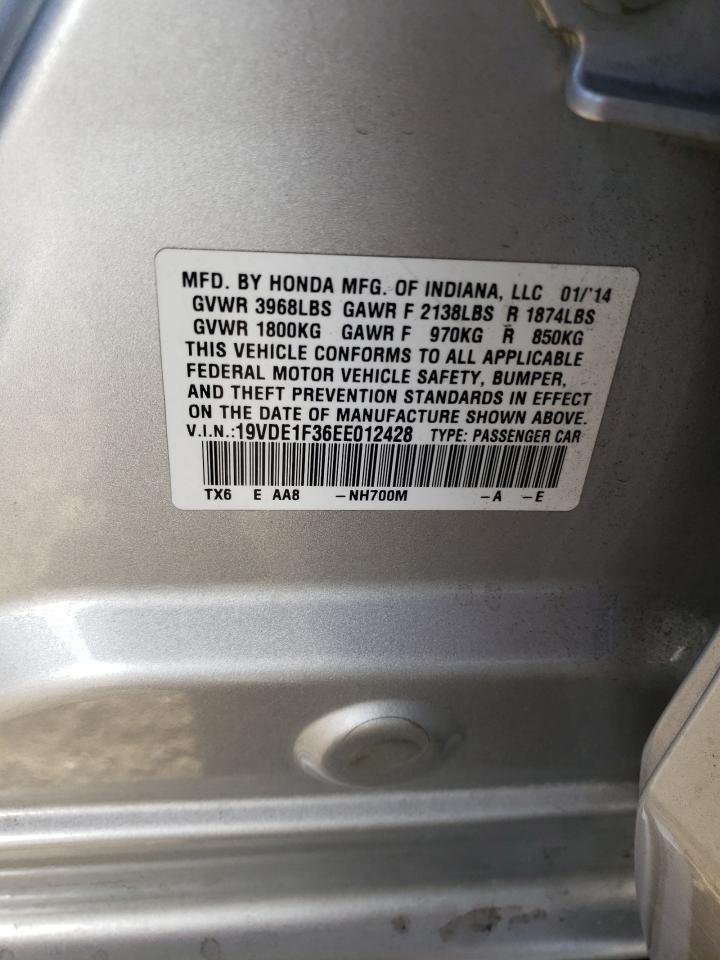 MFD. BY HONDA MFG. OF INDIANA, LLC 01/'14
GVWR 3968LBS GAWR F 2138LBS R 1874LBS
GVWR 1800KG GAWR F 970KG R 850KG
THIS VEHICLE CONFORMS TO ALL APPLICABLE
FEDERAL MOTOR VEHICLE SAFETY, BUMPER,
AND THEFT PREVENTION STANDARDS IN EFFECT
ON THE DATE OF MANUFACTURE SHOWN ABOVE.
V.I.N.:19VDE1F36EE012428 TYPE: PASSENGER CAR
TX6 E AA8 -NH700M -A -E